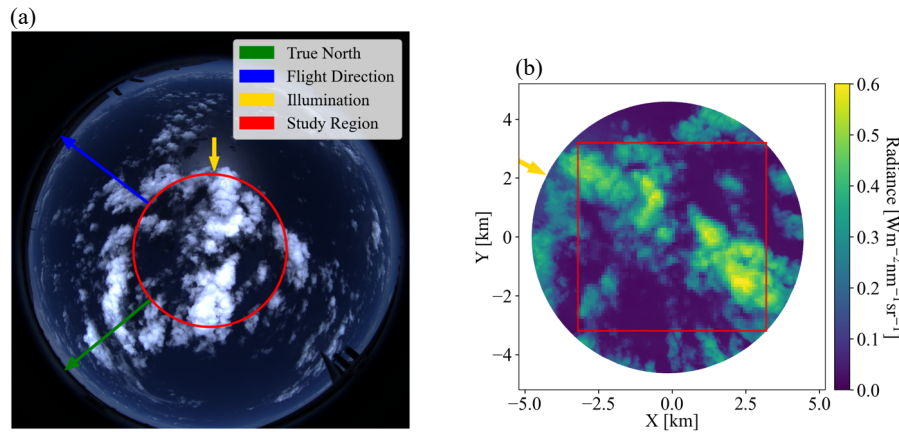 (a)
True North
Flight Direction
Illumination
Study Region
(b)
4
2
0
−2
−4
Y [km]
−5.0
−2.5
0.0
2.5
5.0
X [km]
0.6
0.5
0.4
0.3
0.2
0.1
0.0
Radiance [Wm⁻²nm⁻¹sr⁻¹]